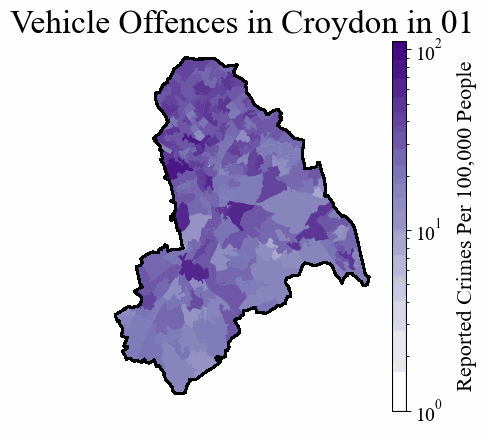 Vehicle Offences in Croydon in 01
10²
10¹
10⁰
Reported Crimes Per 100,000 People